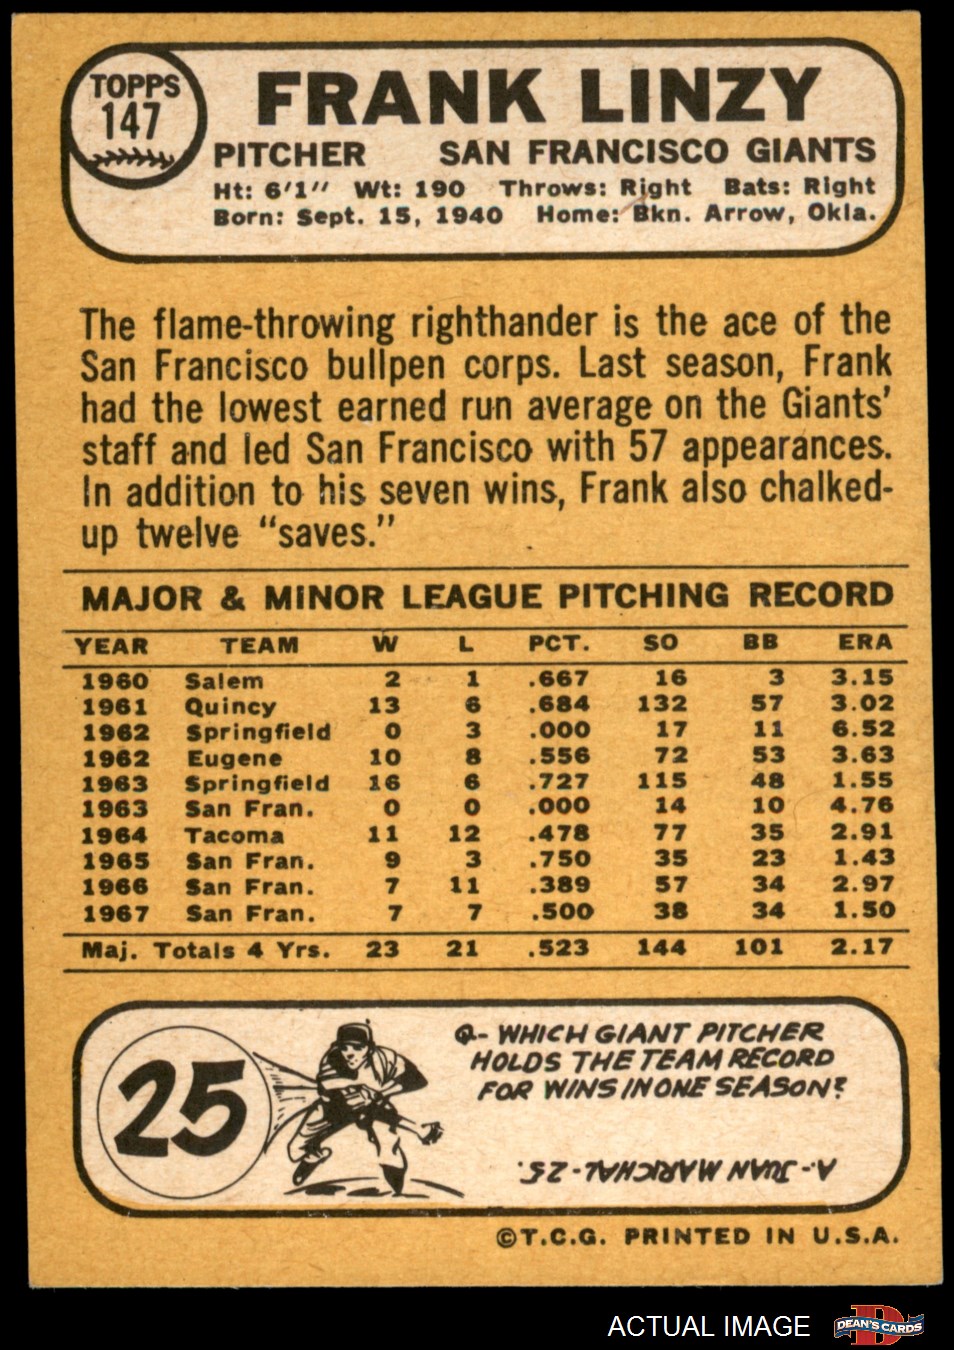 TOPPS
147
FRANK LINZY
PITCHER SAN FRANCISCO GIANTS
Ht: 6'1" Wt: 190 Throws: Right Bats: Right
Born: Sept. 15, 1940 Home: Bkn. Arrow, Okla.
The flame-throwing righthander is the ace of the
San Francisco bullpen corps. Last season, Frank
had the lowest earned run average on the Giants'
staff and led San Francisco with 57 appearances.
In addition to his seven wins, Frank also chalked-
up twelve "saves."
MAJOR & MINOR LEAGUE PITCHING RECORD
YEAR TEAM W L PCT. SO BB ERA
1960 Salem 2 1 .667 16 3 3.15
1961 Quincy 13 6 .684 132 57 3.02
1962 Springfield 0 3 .000 17 11 6.52
1962 Eugene 10 8 .556 72 53 3.63
1963 Springfield 16 6 .727 115 48 1.55
1963 San Fran. 0 0 .000 14 10 4.76
1964 Tacoma 11 12 .478 77 35 2.91
1965 San Fran. 9 3 .750 35 23 1.43
1966 San Fran. 7 11 .389 57 34 2.97
1967 San Fran. 7 7 .500 38 34 1.50
Maj. Totals 4 Yrs. 23 21 .523 144 101 2.17
25
Q- WHICH GIANT PITCHER
HOLDS THE TEAM RECORD
FOR WINS IN ONE SEASON?
A.- JUAN MARICHAL - 25.
©T.C.G. PRINTED IN U.S.A.
ACTUAL IMAGE
D
DEAN'S CARDS